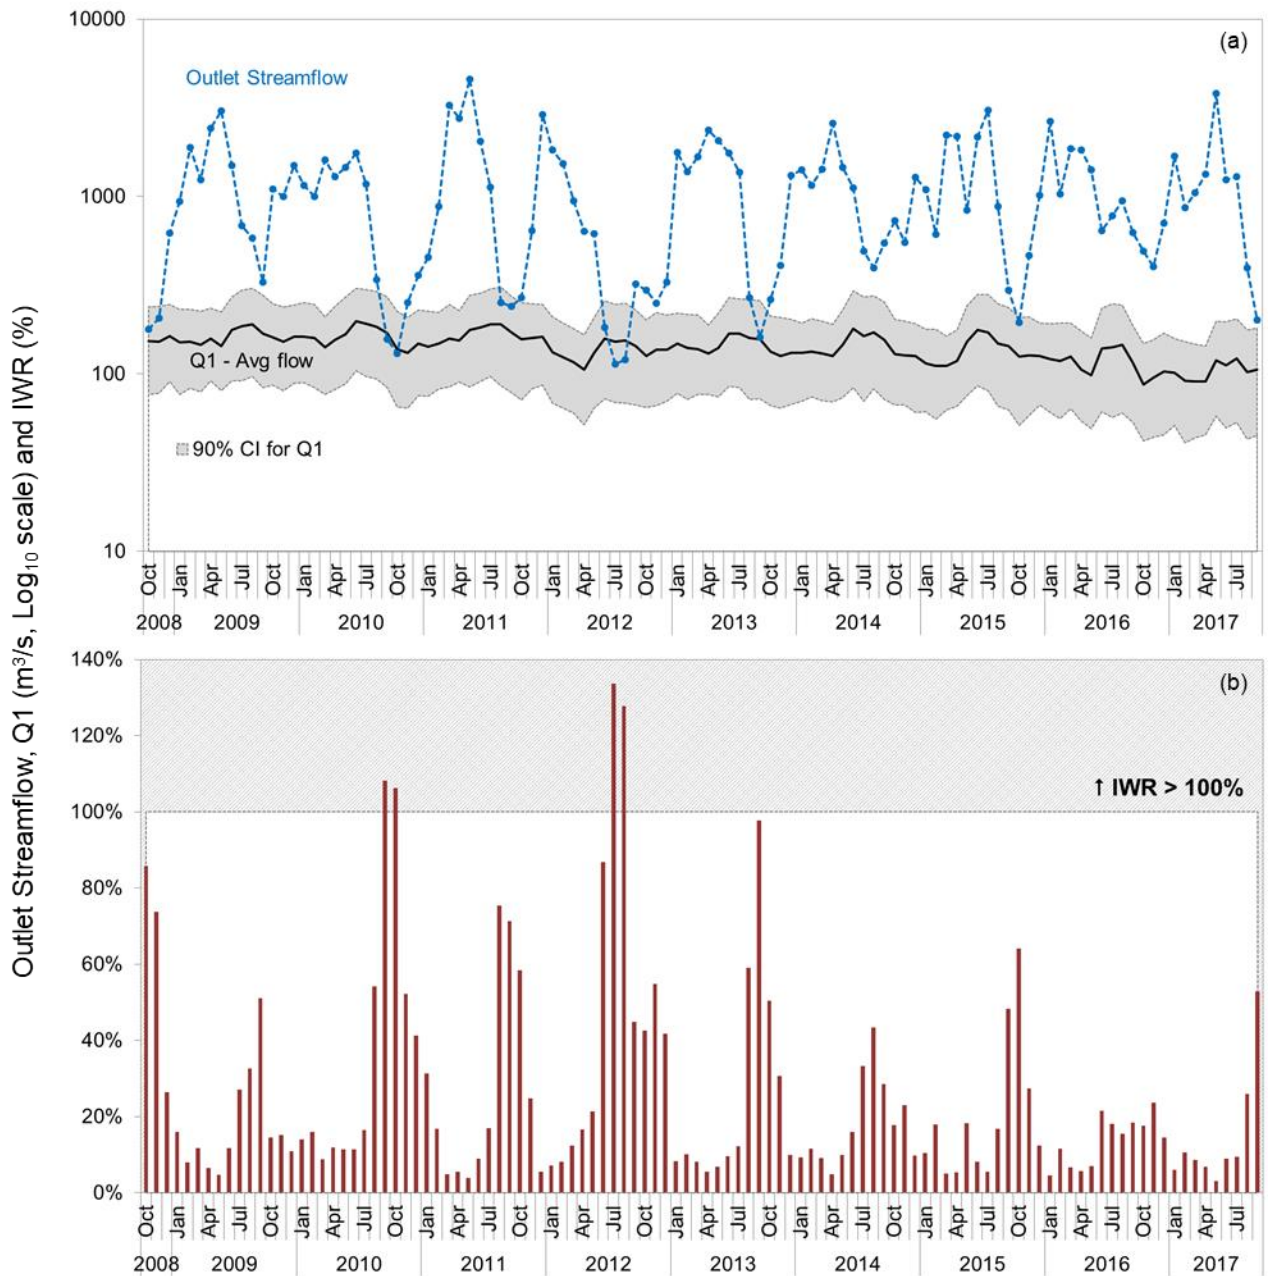 Outlet Streamflow, Q1 (m³/s, Log₁₀ scale) and IWR (%)
10000
(a)
Outlet Streamflow
1000
Q1 - Avg flow
100
90% CI for Q1
10
Oct Jan Apr Jul Oct Jan Apr Jul Oct Jan Apr Jul Oct Jan Apr Jul Oct Jan Apr Jul Oct Jan Apr Jul Oct Jan Apr Jul Oct Jan Apr Jul Oct Jan Apr Jul
2008 2009 2010 2011 2012 2013 2014 2015 2016 2017
140%
(b)
120%
↑ IWR > 100%
100%
80%
60%
40%
20%
0%
Oct Jan Apr Jul Oct Jan Apr Jul Oct Jan Apr Jul Oct Jan Apr Jul Oct Jan Apr Jul Oct Jan Apr Jul Oct Jan Apr Jul Oct Jan Apr Jul Oct Jan Apr Jul
2008 2009 2010 2011 2012 2013 2014 2015 2016 2017